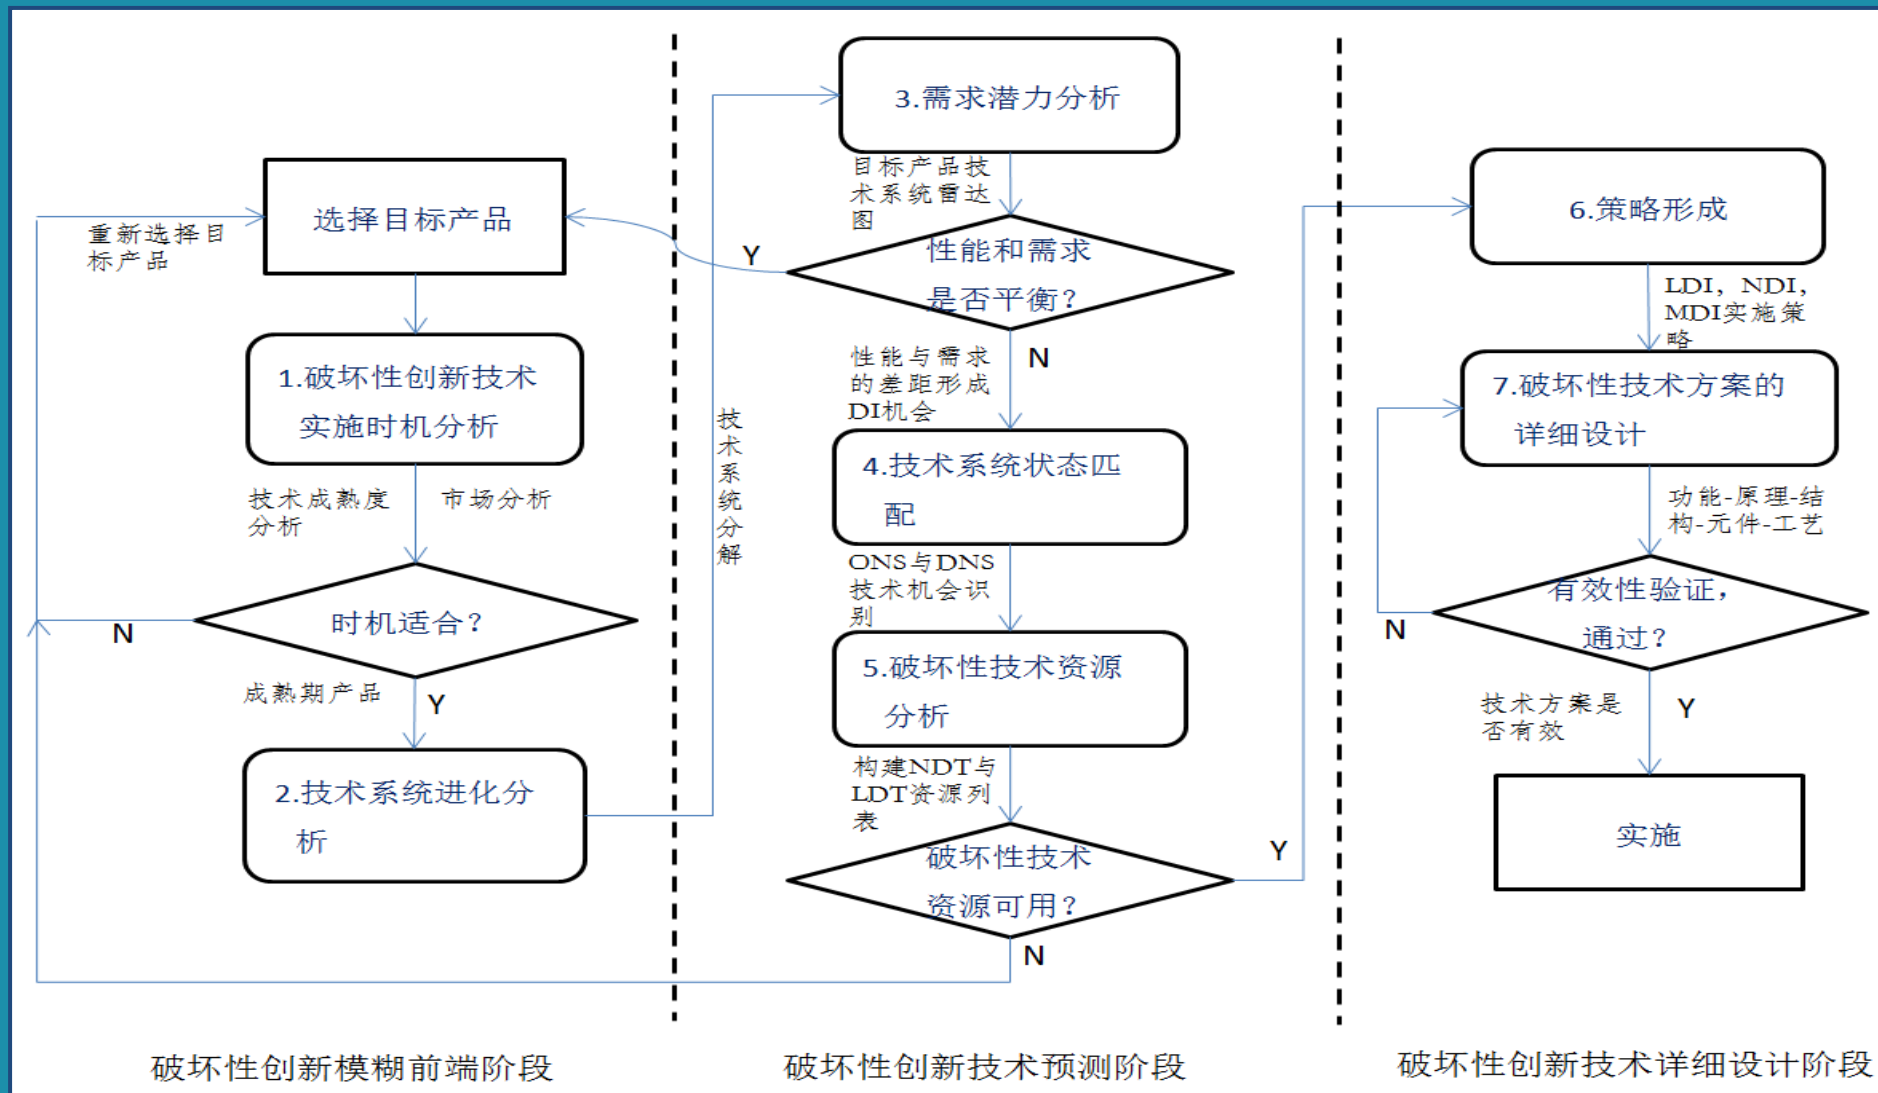 选择目标产品
重新选择目
标产品
1.破坏性创新技术
实施时机分析
技术成熟度
分析
市场分析
时机适合？
N
成熟期产品
Y
2.技术系统进化分
析
技
术
系
统
分
解
3.需求潜力分析
目标产品技
术系统雷达
图
性能和需求
是否平衡？
Y
N
性能与需求
的差距形成
DI机会
4.技术系统状态匹
配
ONS与DNS
技术机会识
别
5.破坏性技术资源
分析
构建NDT与
LDT资源列
表
破坏性技术
资源可用？
Y
N
6.策略形成
LDI，NDI，
MDI实施策
略
7.破坏性技术方案的
详细设计
功能-原理-结
构-元件-工艺
有效性验证，
通过？
N
技术方案是
否有效
Y
实施
破坏性创新模糊前端阶段
破坏性创新技术预测阶段
破坏性创新技术详细设计阶段